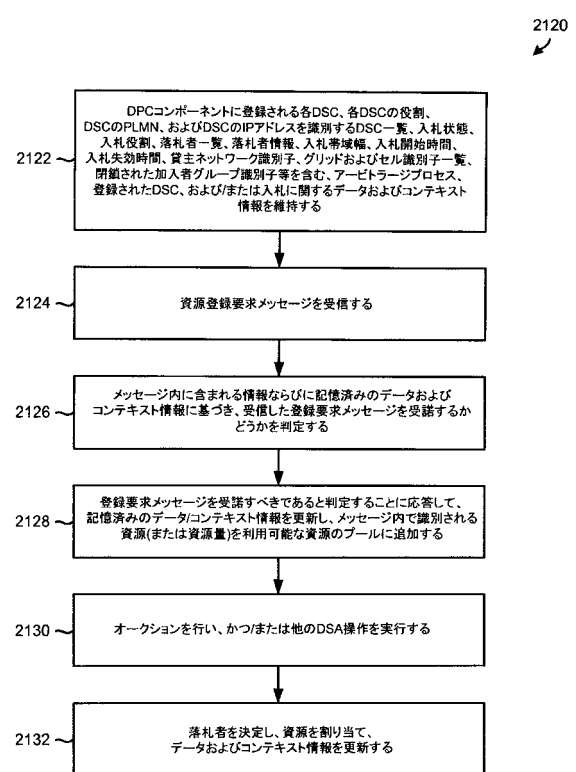 2120
2122
DPCコンポーネントに登録される各DSC、各DSCの役割、
DSCのPLMN、およびDSCのIPアドレスを識別するDSC一覧、入札状態、
入札役割、落札者一覧、落札者情報、入札帯域幅、入札開始時間、
入札失効時間、貸主ネットワーク識別子、グリッドおよびセル識別子一覧、
閉鎖された加入者グループ識別子等を含む、アービトラージプロセス、
登録されたDSC、および/または入札に関するデータおよびコンテキスト
情報を維持する
2124
資源登録要求メッセージを受信する
2126
メッセージ内に含まれる情報ならびに記憶済みのデータおよび
コンテキスト情報に基づき、受信した登録要求メッセージを受諾するか
どうかを判定する
2128
登録要求メッセージを受諾すべきであると判定することに応答して、
記憶済みのデータ/コンテキスト情報を更新し、メッセージ内で識別される
資源(または資源量)を利用可能な資源のプールに追加する
2130
オークションを行い、かつ/または他のDSA操作を実行する
2132
落札者を決定し、資源を割り当て、
データおよびコンテキスト情報を更新する